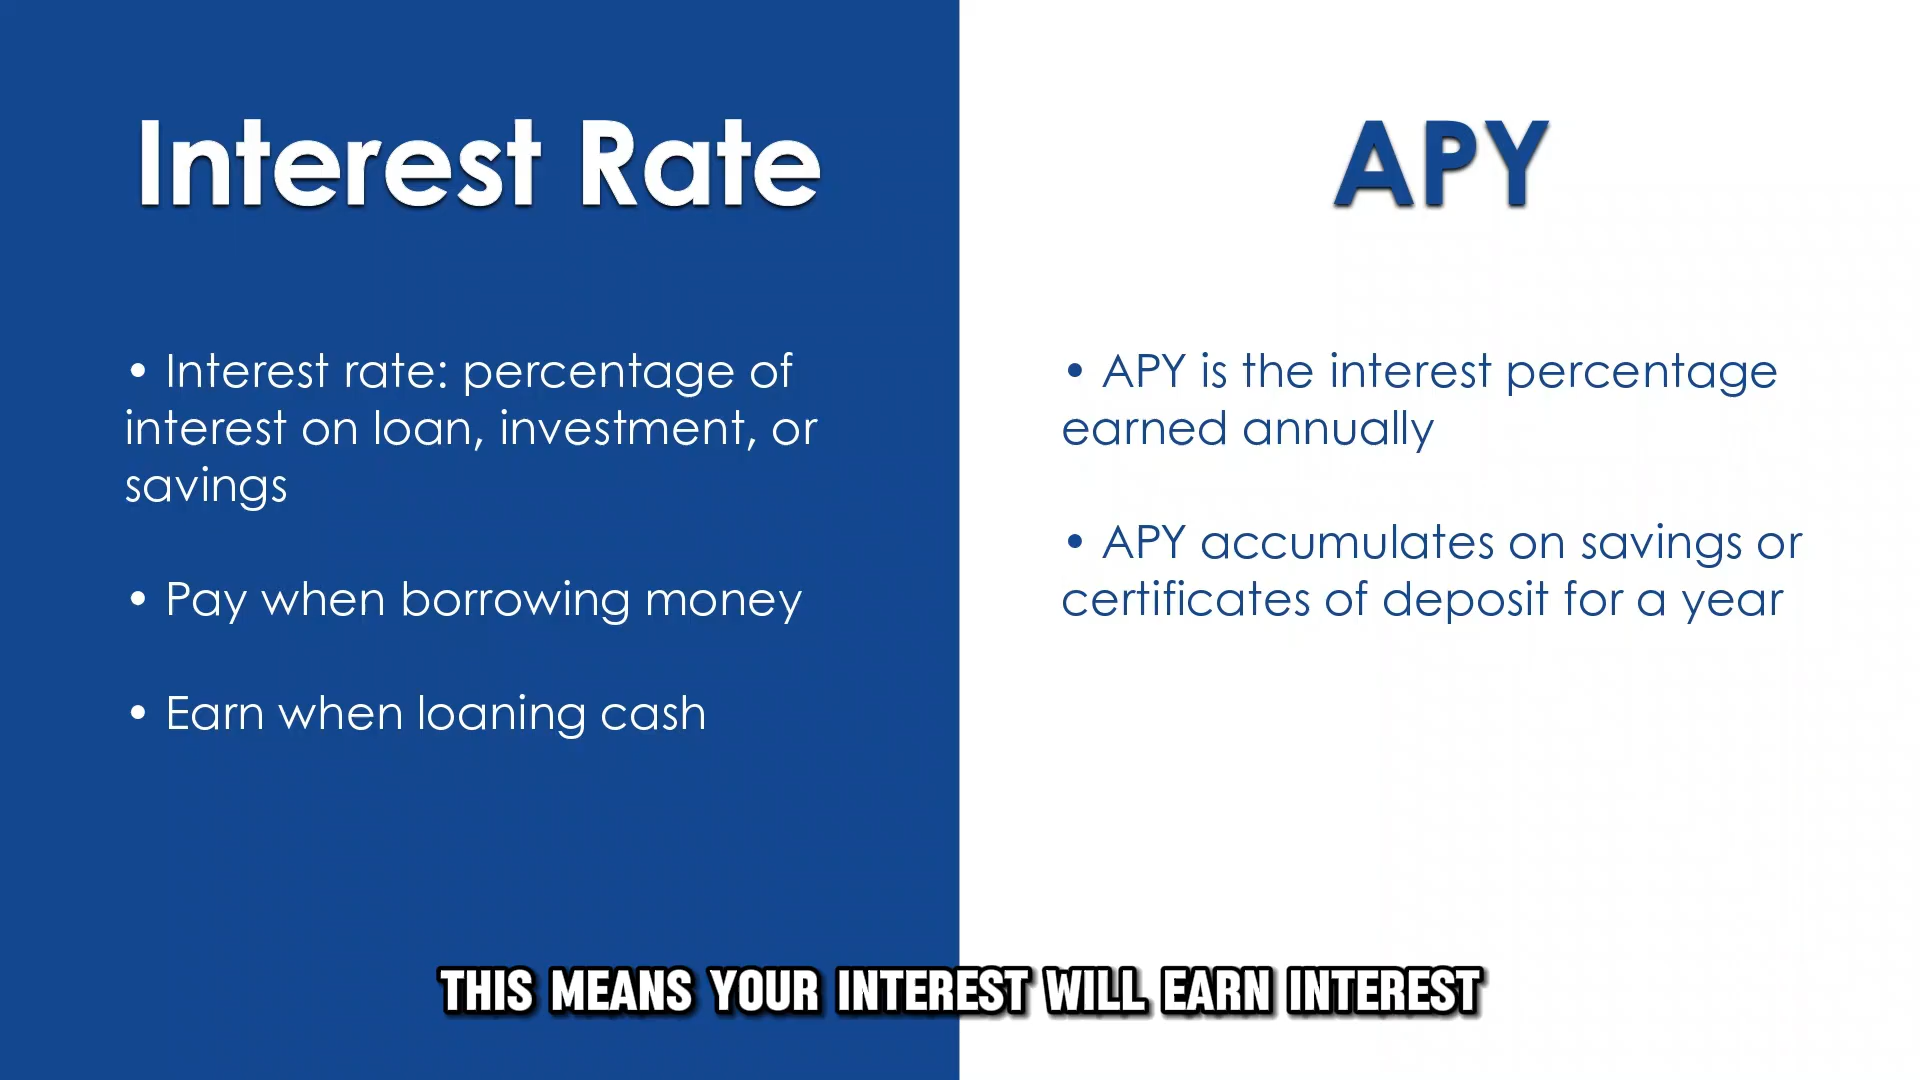 Interest Rate
• Interest rate: percentage of
interest on loan, investment, or
savings
• Pay when borrowing money
• Earn when loaning cash
APY
• APY is the interest percentage
earned annually
• APY accumulates on savings or
certificates of deposit for a year
THIS MEANS YOUR INTEREST WILL EARN INTEREST